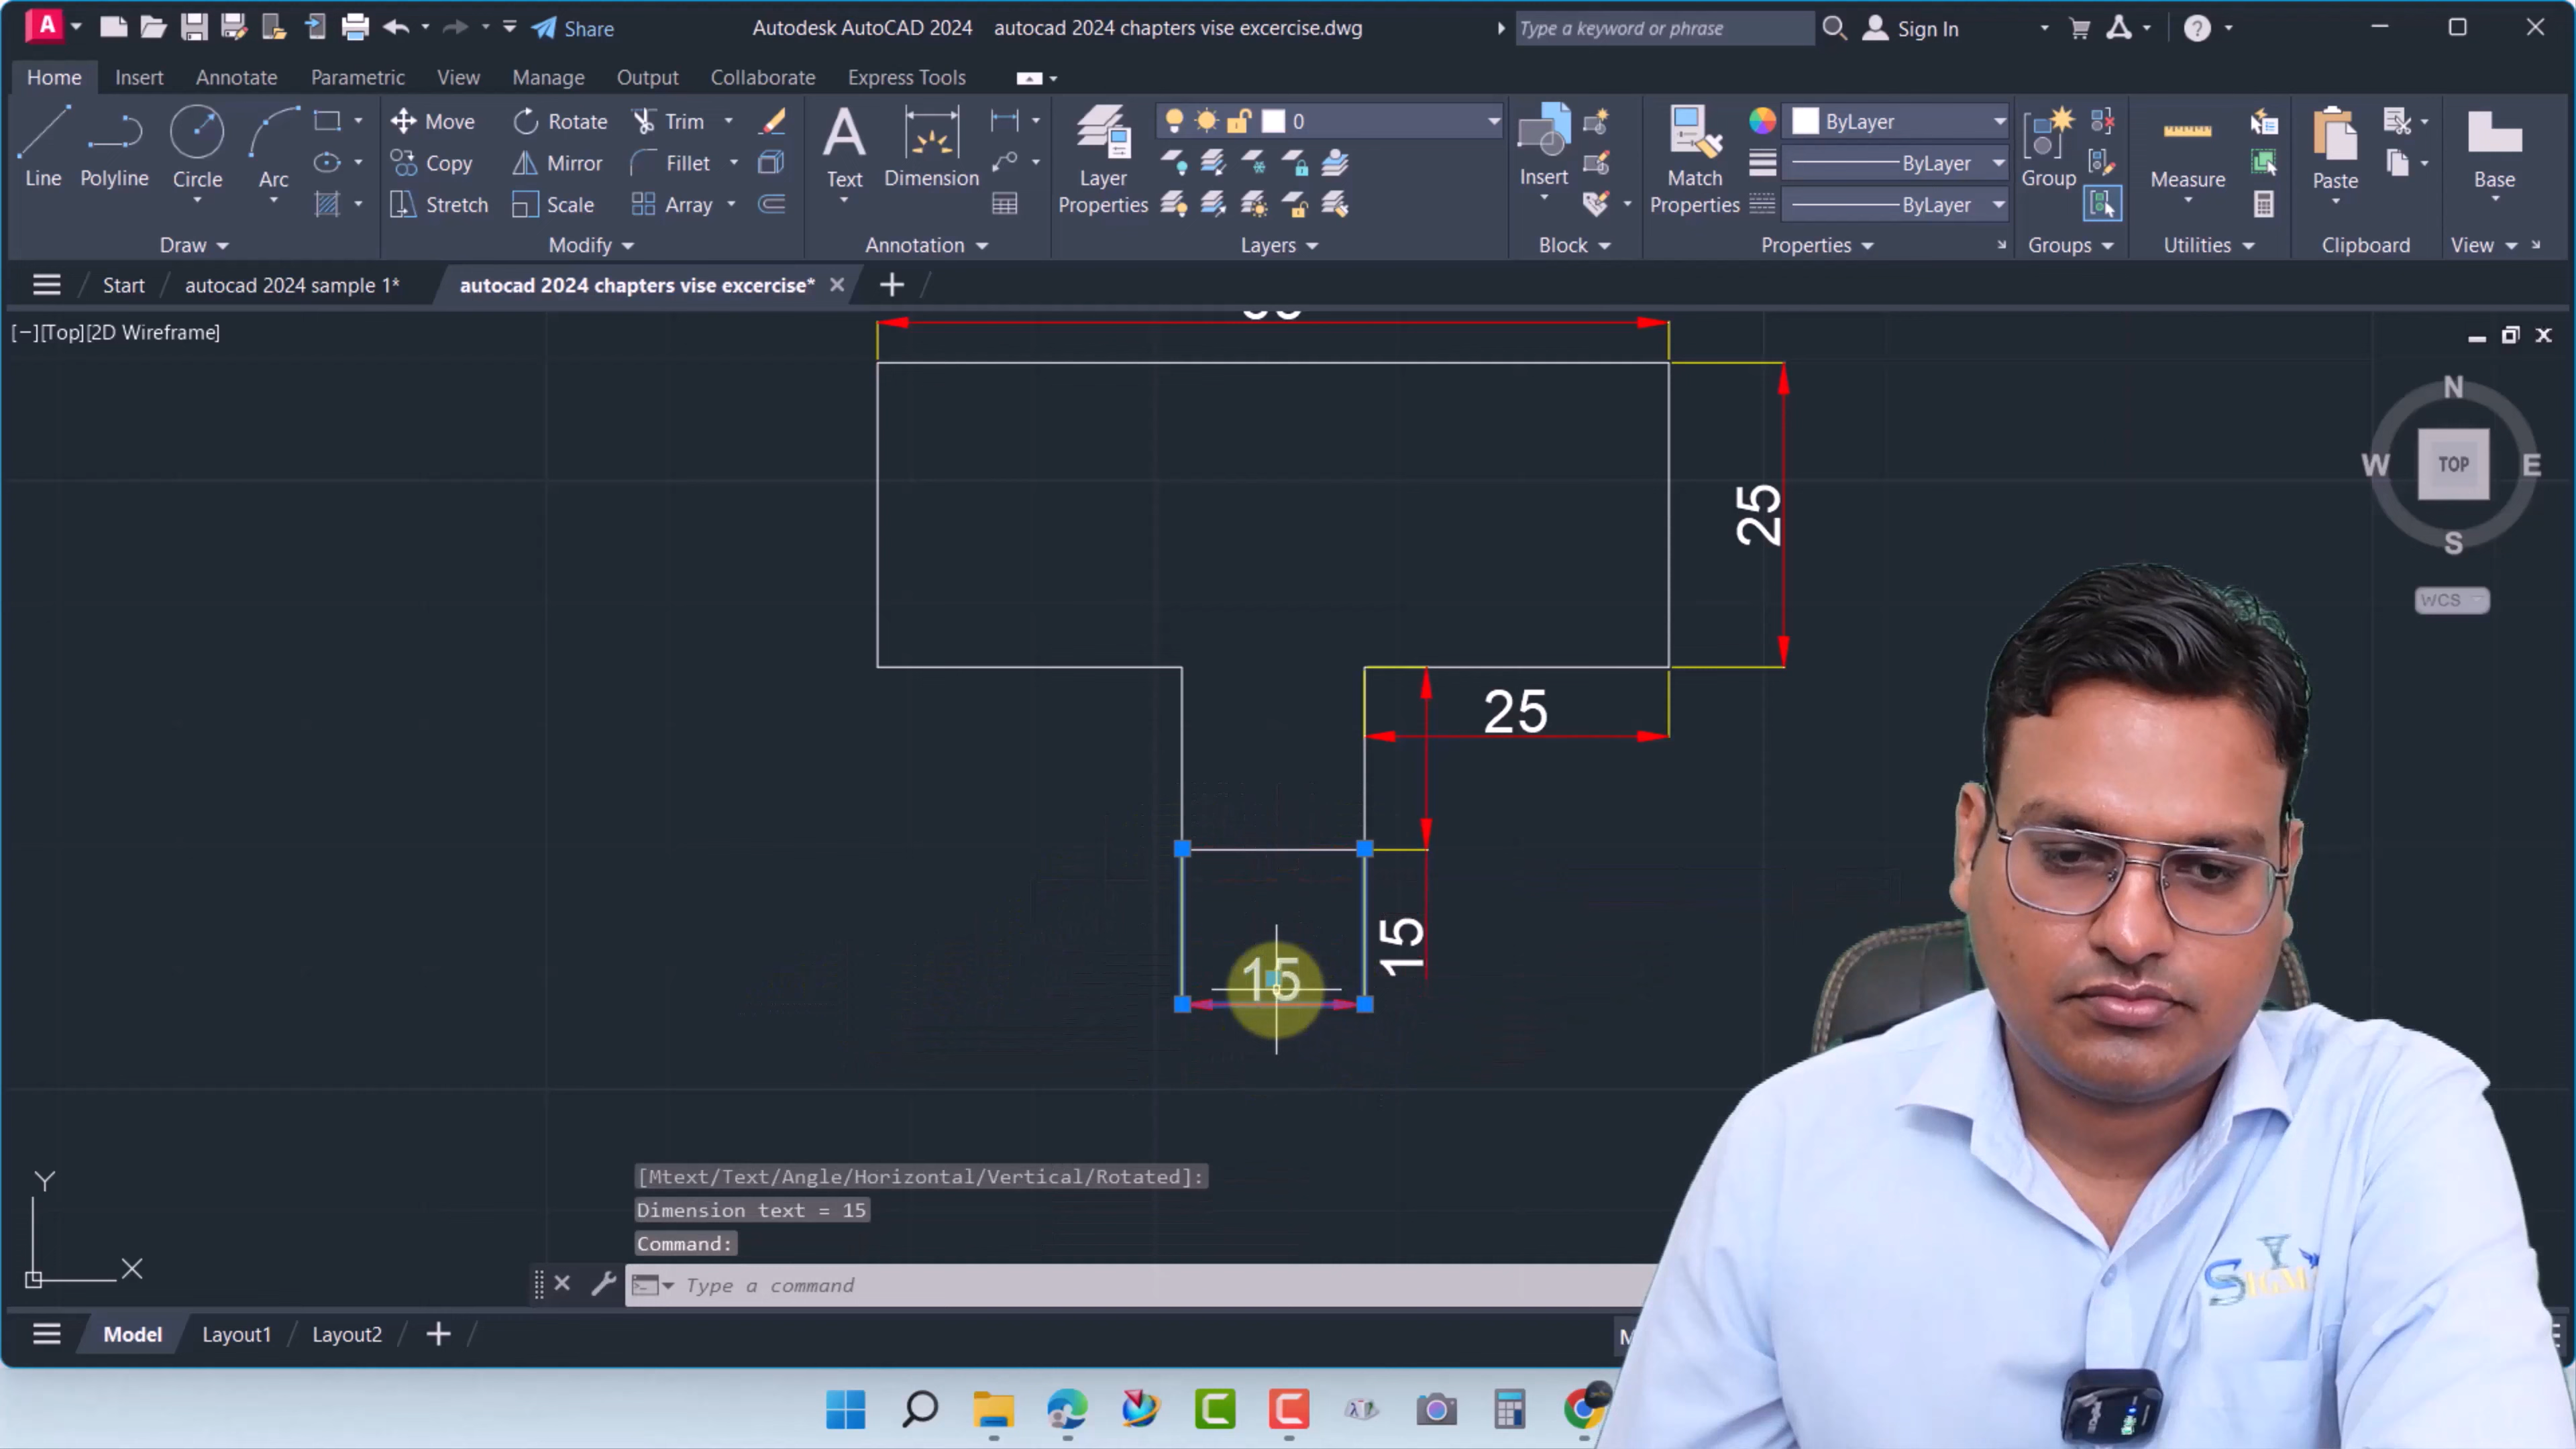 Share
Autodesk AutoCAD 2024 autocad 2024 chapters vise excercise.dwg
Type a keyword or phrase
Sign In
Home Insert Annotate Parametric View Manage Output Collaborate Express Tools
Line Polyline Circle Arc
Move Rotate Trim
Copy Mirror Fillet
Stretch Scale Array
Text Dimension
Layer Properties
0
Insert
Match Properties
ByLayer
ByLayer
ByLayer
Group
Measure
Paste
Base
Draw Modify Annotation Layers Block Properties Groups Utilities Clipboard View
Start autocad 2024 sample 1* autocad 2024 chapters vise excercise*
[−][Top][2D Wireframe]
N
W TOP E
S
WCS
25
25
15
15
[Mtext/Text/Angle/Horizontal/Vertical/Rotated]:
Dimension text = 15
Command:
Type a command
Y
X
Model Layout1 Layout2